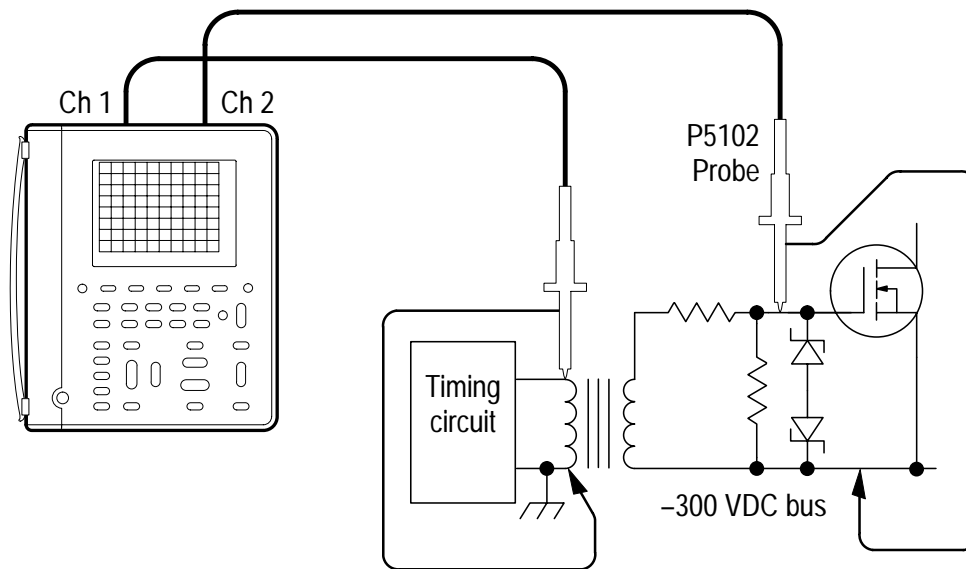 Ch 1
Ch 2
P5102
Probe
Timing
circuit
–300 VDC bus